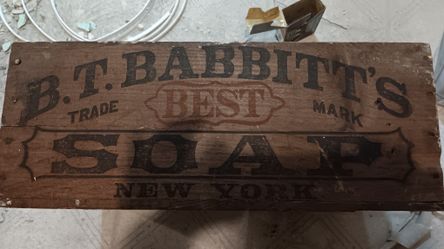 B.T. BABBITT'S
TRADE BEST MARK
SOAP
NEW YORK